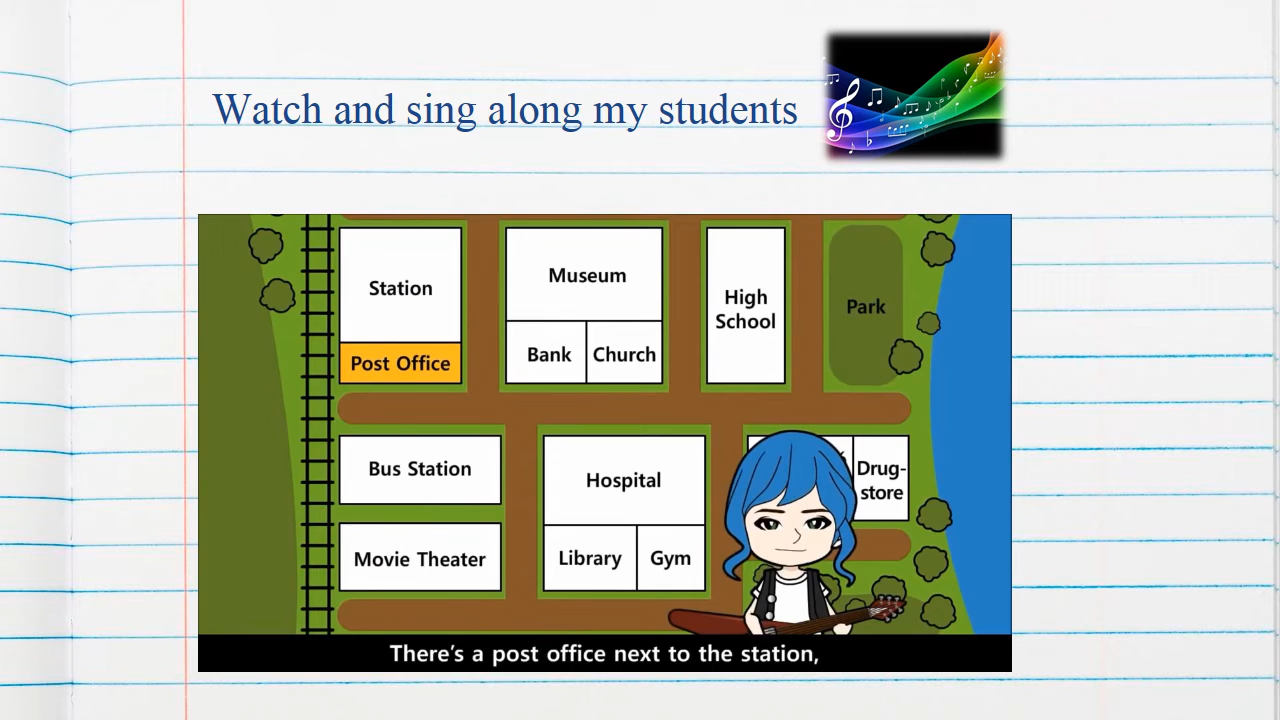 Watch and sing along my students
Station
Museum
High
School
Park
Post Office
Bank
Church
Bus Station
Hospital
Drug-
store
Movie Theater
Library
Gym
There's a post office next to the station,